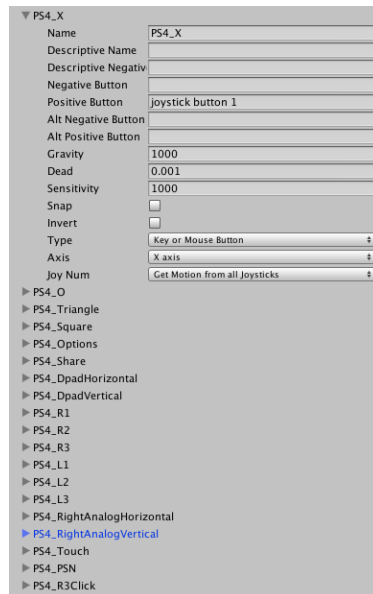 PS4_X
Name PS4_X
Descriptive Name
Descriptive Negativ
Negative Button
Positive Button joystick button 1
Alt Negative Button
Alt Positive Button
Gravity 1000
Dead 0.001
Sensitivity 1000
Snap
Invert
Type Key or Mouse Button
Axis X axis
Joy Num Get Motion from all Joysticks
PS4_O
PS4_Triangle
PS4_Square
PS4_Options
PS4_Share
PS4_DpadHorizontal
PS4_DpadVertical
PS4_R1
PS4_R2
PS4_R3
PS4_L1
PS4_L2
PS4_L3
PS4_RightAnalogHorizontal
PS4_RightAnalogVertical
PS4_Touch
PS4_PSN
PS4_R3Click